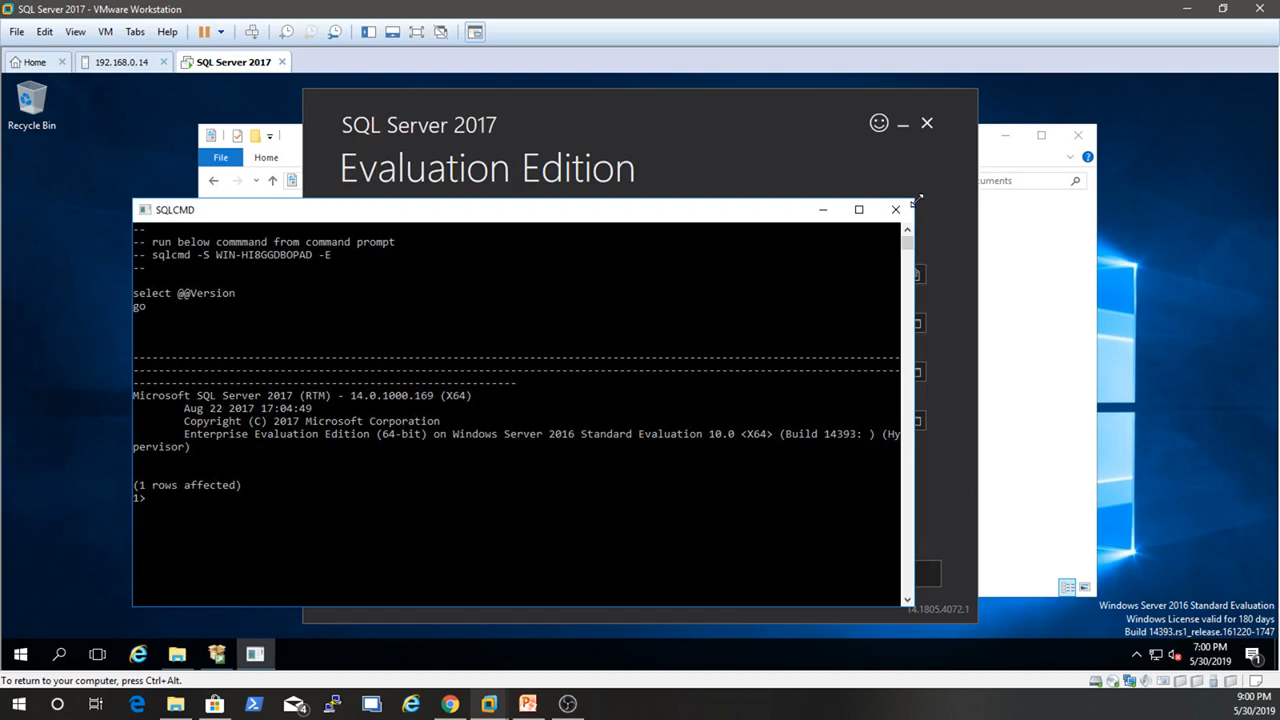 SQL Server 2017 - VMware Workstation
File Edit View VM Tabs Help
Home 192.168.0.14 SQL Server 2017
Recycle Bin
SQL Server 2017
Evaluation Edition
File Home
cuments
SQLCMD
--
-- run below commmand from command prompt
-- sqlcmd -S WIN-HI8GGDBOPAD -E
--
select @@Version
go
--------------------------------------------------------------------------------
--------------------------------------------------------------------------------
------------------------------------------------------------
Microsoft SQL Server 2017 (RTM) - 14.0.1000.169 (X64)
Aug 22 2017 17:04:49
Copyright (C) 2017 Microsoft Corporation
Enterprise Evaluation Edition (64-bit) on Windows Server 2016 Standard Evaluation 10.0 <X64> (Build 14393: ) (Hy
pervisor)
(1 rows affected)
1>
14.1805.4072.1
Windows Server 2016 Standard Evaluation
Windows License valid for 180 days
Build 14393.rs1_release.161220-1747
7:00 PM
5/30/2019
1
To return to your computer, press Ctrl+Alt.
4
9:00 PM
5/30/2019